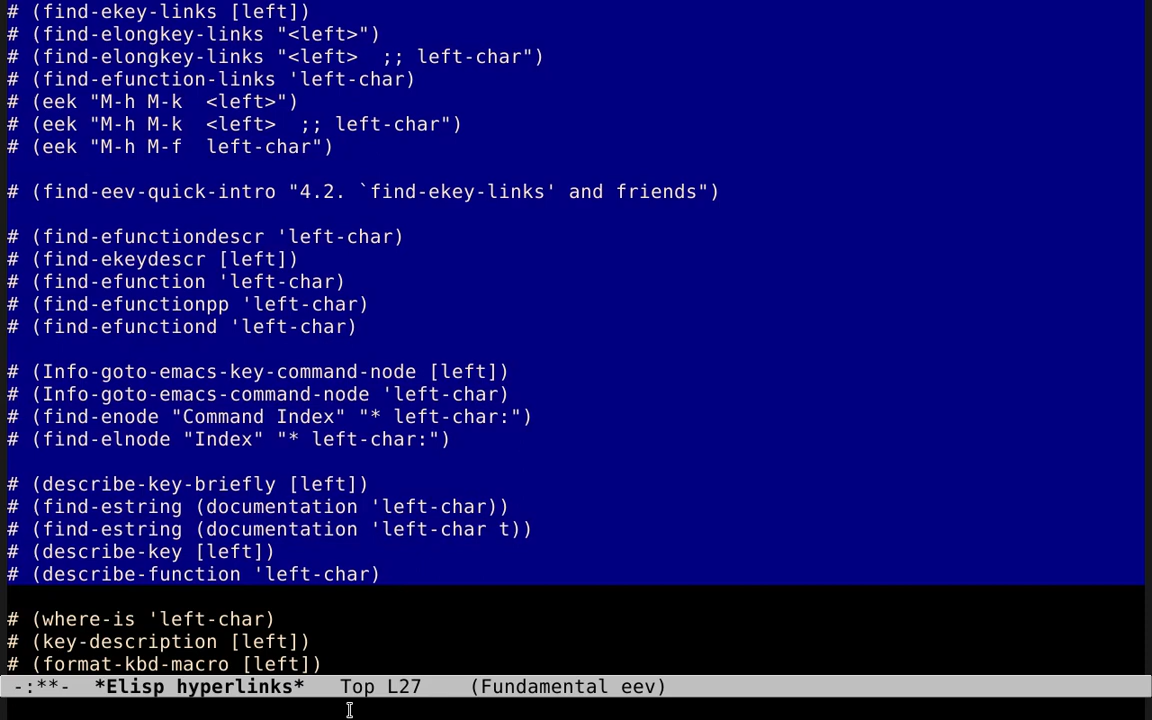 # (find-ekey-links [left])
# (find-elongkey-links "<left>")
# (find-elongkey-links "<left>  ;; left-char")
# (find-efunction-links 'left-char)
# (eek "M-h M-k  <left>")
# (eek "M-h M-k  <left>  ;; left-char")
# (eek "M-h M-f  left-char")
# (find-eev-quick-intro "4.2. `find-ekey-links' and friends")
# (find-efunctiondescr 'left-char)
# (find-ekeydescr [left])
# (find-efunction 'left-char)
# (find-efunctionpp 'left-char)
# (find-efunctiond 'left-char)
# (Info-goto-emacs-key-command-node [left])
# (Info-goto-emacs-command-node 'left-char)
# (find-enode "Command Index" "* left-char:")
# (find-elnode "Index" "* left-char:")
# (describe-key-briefly [left])
# (find-estring (documentation 'left-char))
# (find-estring (documentation 'left-char t))
# (describe-key [left])
# (describe-function 'left-char)
# (where-is 'left-char)
# (key-description [left])
# (format-kbd-macro [left])
-:**-  *Elisp hyperlinks*   Top L27    (Fundamental eev)